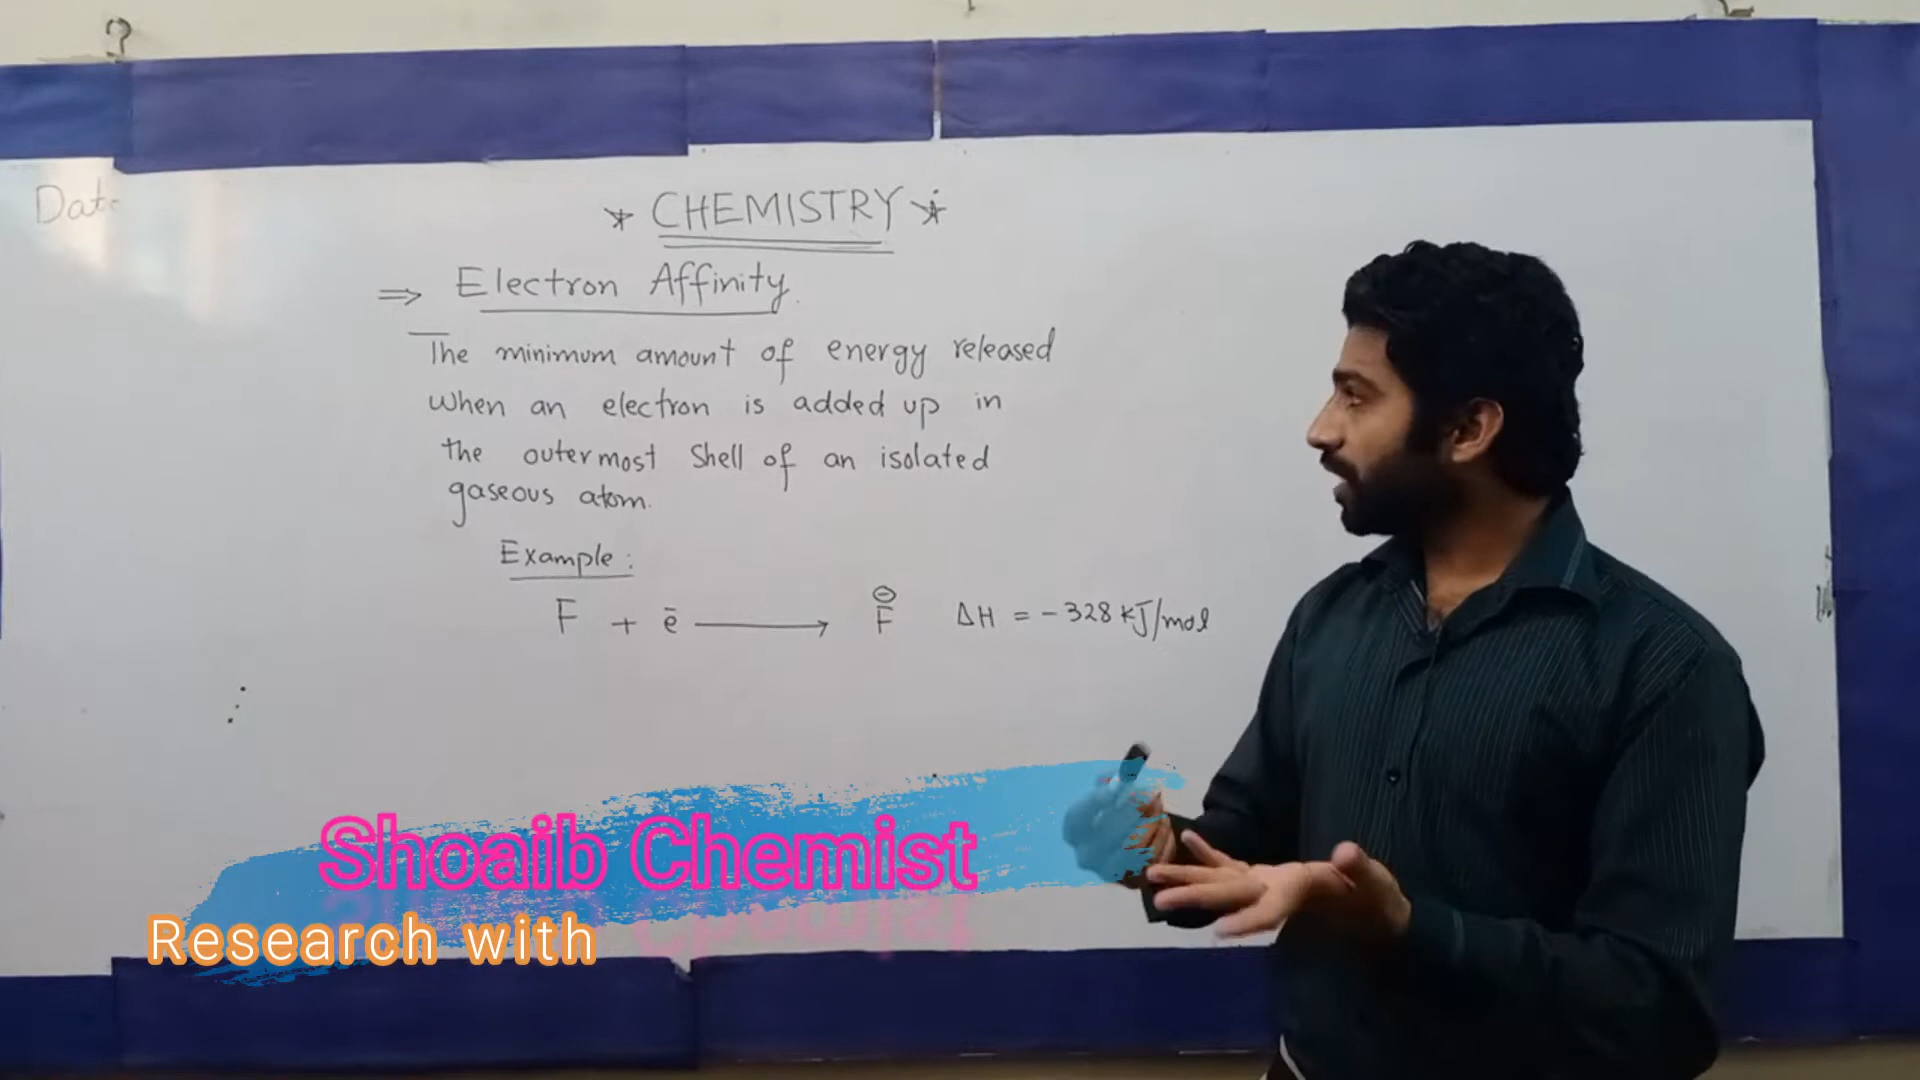 Date
* CHEMISTRY *
⇒ Electron Affinity.
The minimum amount of energy released
when an electron is added up in
the outermost shell of an isolated
gaseous atom.
Example:
F + ē ⟶ F⊖ ΔH = -328 kJ/mol
Shoaib Chemist
Research with